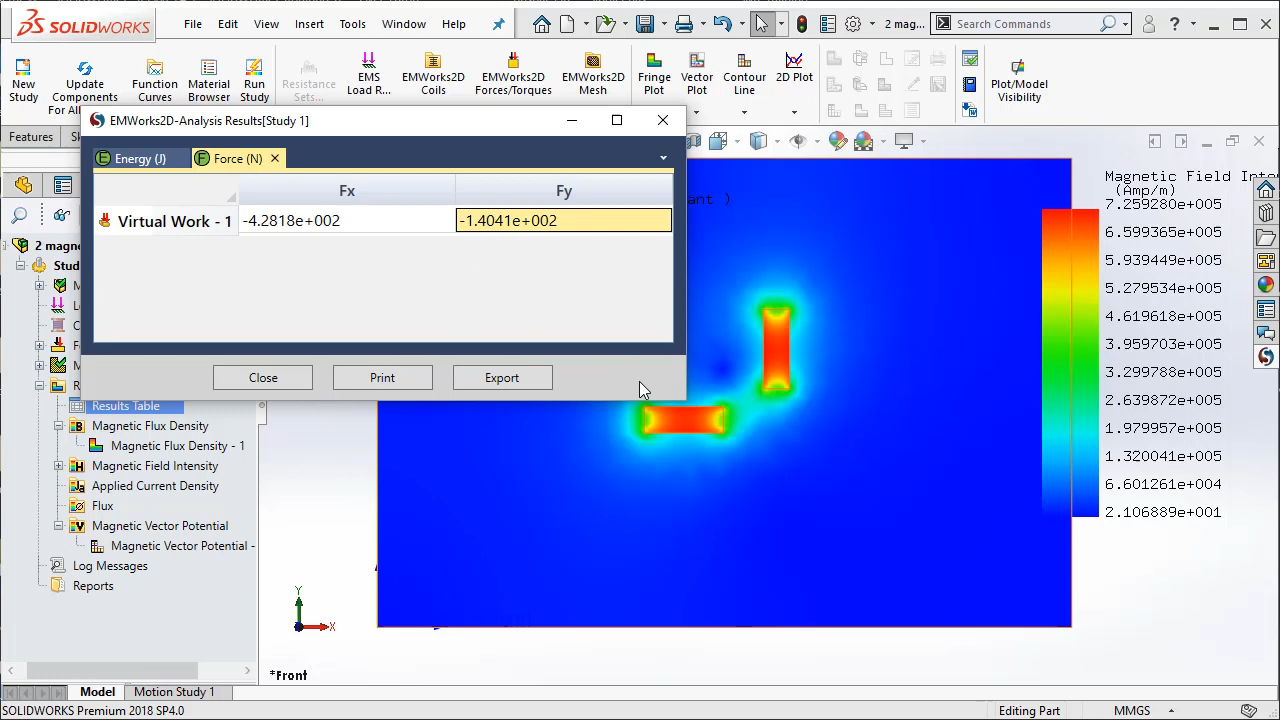 SOLIDWORKS
File Edit View Insert Tools Window Help
2 mag...
Search Commands
New Study
Update Components For All
Function Curves
Material Browser
Run Study
Resistance Sets...
EMS Load R...
EMWorks2D Coils
EMWorks2D Forces/Torques
EMWorks2D Mesh
Fringe Plot
Vector Plot
Contour Line
2D Plot
Plot/Model Visibility
Features
EMWorks2D-Analysis Results[Study 1]
Energy (J)
Force (N)
Fx Fy
Virtual Work - 1 -4.2818e+002 -1.4041e+002
Close Print Export
2 magne
Stud
Results Table
Magnetic Flux Density
Magnetic Flux Density - 1
Magnetic Field Intensity
Applied Current Density
Flux
Magnetic Vector Potential
Magnetic Vector Potential -
Log Messages
Reports
ant )
Magnetic Field Inte
(Amp/m)
7.259280e+005
6.599365e+005
5.939449e+005
5.279534e+005
4.619618e+005
3.959703e+005
3.299788e+005
2.639872e+005
1.979957e+005
1.320041e+005
6.601261e+004
2.106889e+001
Y
X
*Front
Model
Motion Study 1
SOLIDWORKS Premium 2018 SP4.0
Editing Part
MMGS